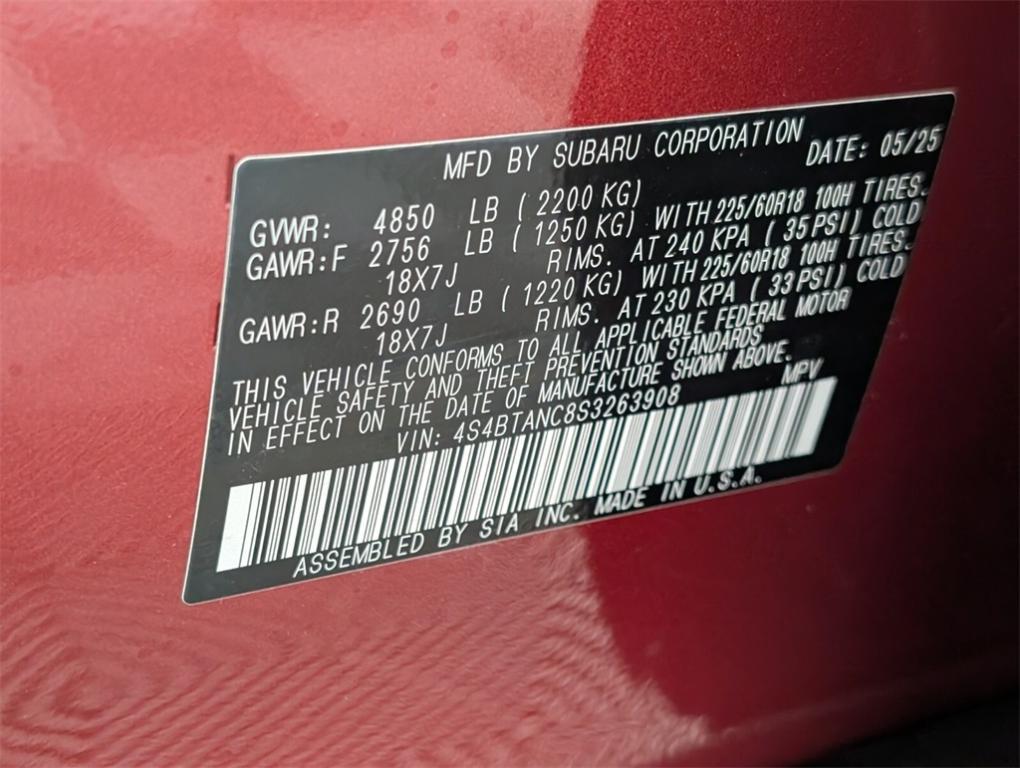 MFD BY SUBARU CORPORATION DATE: 05/25
GVWR: 4850 LB ( 2200 KG)
GAWR:F 2756 LB ( 1250 KG) WITH 225/60R18 100H TIRES.
18X7J RIMS. AT 240 KPA ( 35 PSI) COLD
GAWR:R 2690 LB ( 1220 KG) WITH 225/60R18 100H TIRES.
18X7J RIMS. AT 230 KPA ( 33 PSI) COLD
THIS VEHICLE CONFORMS TO ALL APPLICABLE FEDERAL MOTOR
VEHICLE SAFETY AND THEFT PREVENTION STANDARDS
IN EFFECT ON THE DATE OF MANUFACTURE SHOWN ABOVE.
VIN: 4S4BTANC8S3263908 MPV
ASSEMBLED BY SIA INC. MADE IN U.S.A.